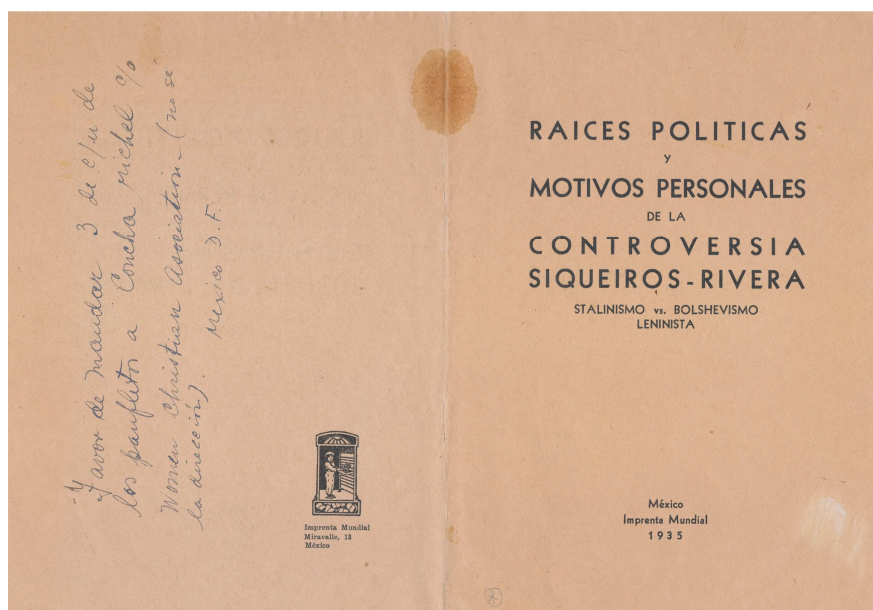 Favor de mandar 3 de c/u de
los panfletos a Concha Michel c/o
Women Christian Association - (no se
la dirección). Mexico D.F.
Imprenta Mundial
Miravalle, 13
México
RAICES POLITICAS
Y
MOTIVOS PERSONALES
DE LA
CONTROVERSIA
SIQUEIROS-RIVERA
STALINISMO vs. BOLSHEVISMO
LENINISTA
México
Imprenta Mundial
1935